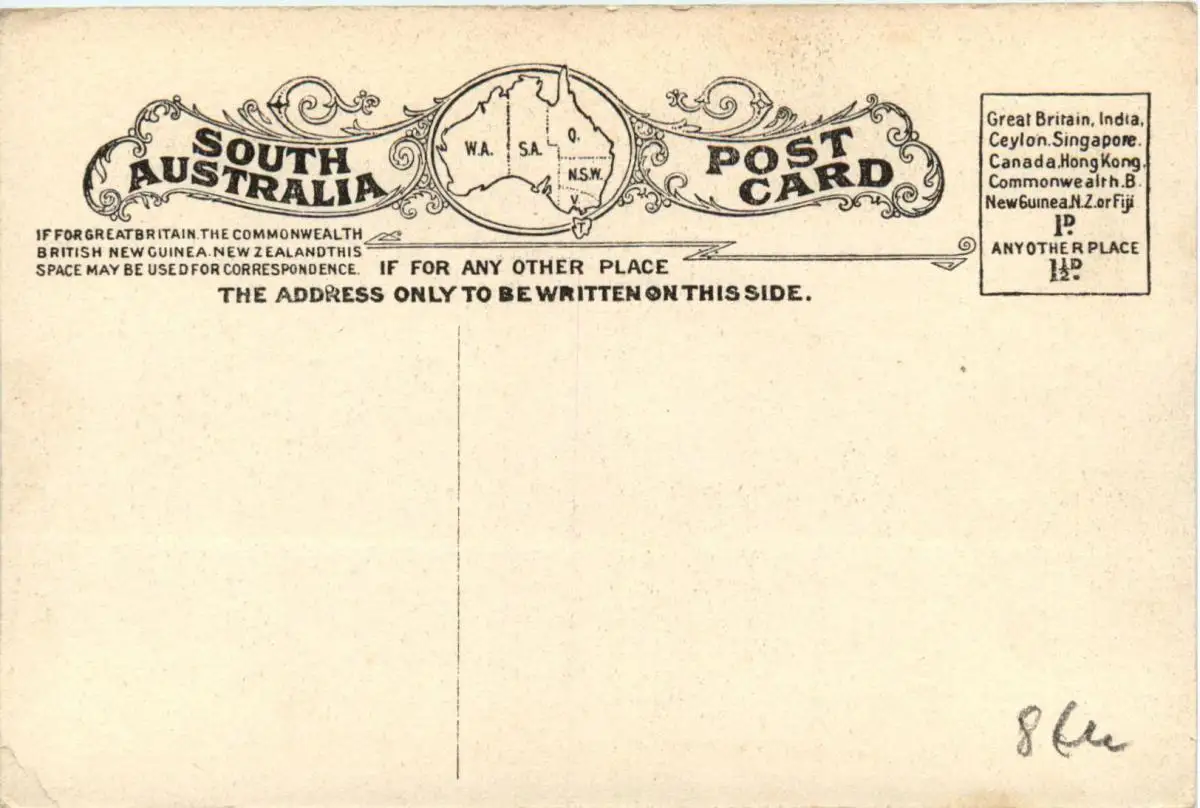 SOUTH
AUSTRALIA
W.A.
S.A.
Q.
N.S.W.
V.
T
POST
CARD
Great Britain, India,
Ceylon. Singapore.
Canada, Hong Kong,
Commonwealth. B.
New Guinea. N.Z. or Fiji
1D.
ANY OTHER PLACE
1½D.
IF FOR GREAT BRITAIN. THE COMMONWEALTH
BRITISH NEW GUINEA. NEW ZEALAND THIS
SPACE MAY BE USED FOR CORRESPONDENCE.
IF FOR ANY OTHER PLACE
THE ADDRESS ONLY TO BE WRITTEN ON THIS SIDE.
8